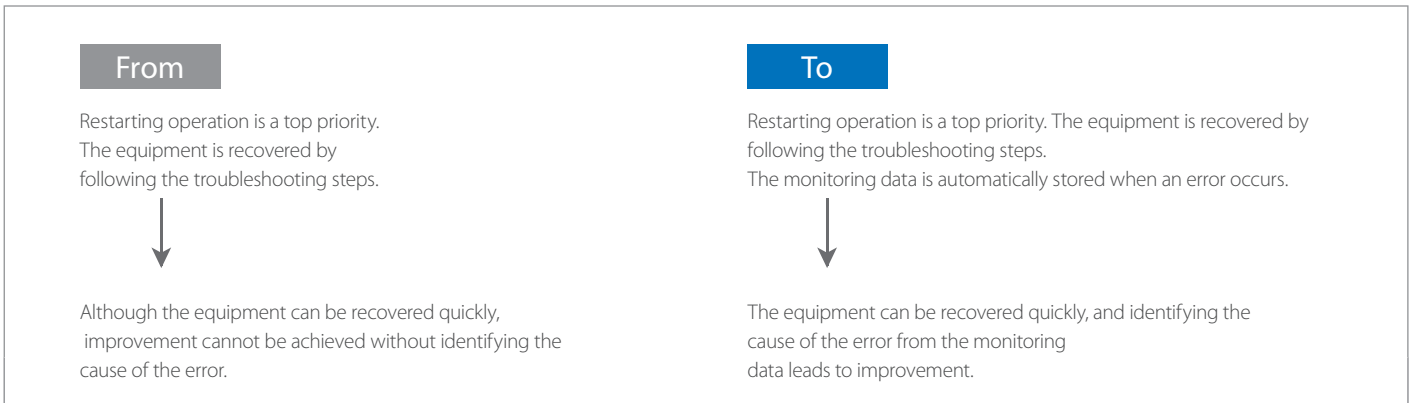 From
Restarting operation is a top priority.
The equipment is recovered by
following the troubleshooting steps.
Although the equipment can be recovered quickly,
improvement cannot be achieved without identifying the
cause of the error.
To
Restarting operation is a top priority. The equipment is recovered by
following the troubleshooting steps.
The monitoring data is automatically stored when an error occurs.
The equipment can be recovered quickly, and identifying the
cause of the error from the monitoring
data leads to improvement.